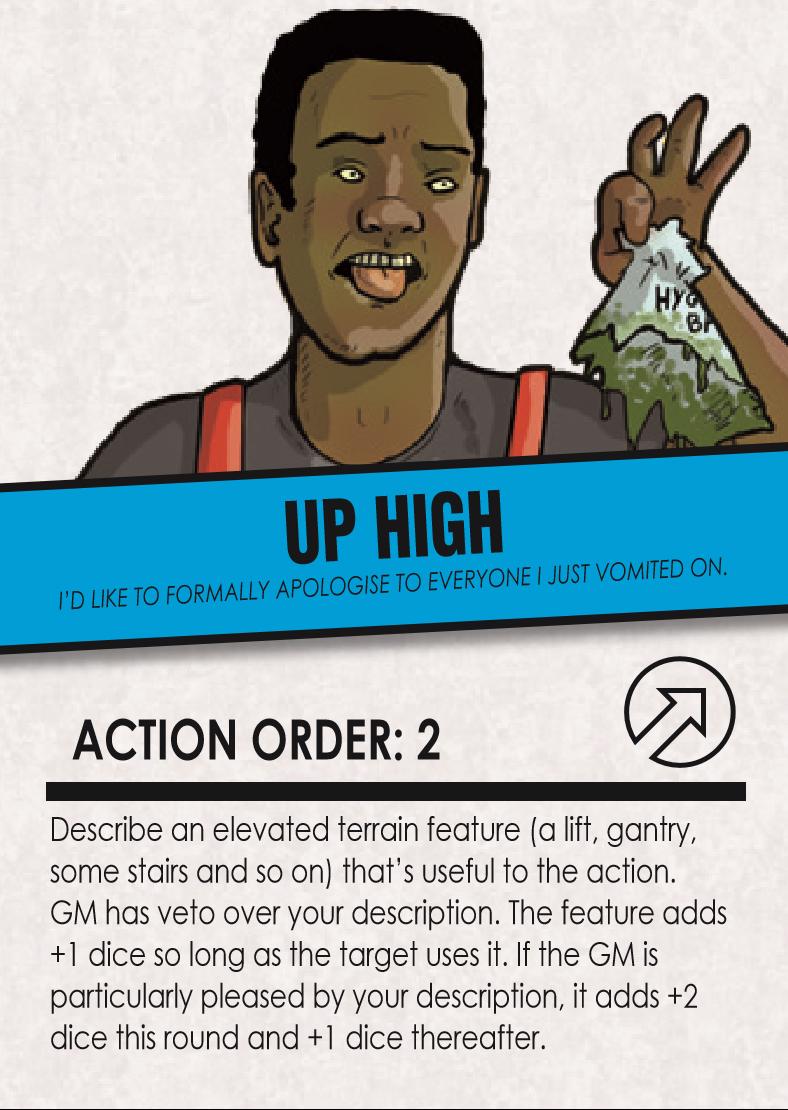 HYG
UP HIGH
I'D LIKE TO FORMALLY APOLOGISE TO EVERYONE I JUST VOMITED ON.
ACTION ORDER: 2
Describe an elevated terrain feature (a lift, gantry,
some stairs and so on) that's useful to the action.
GM has veto over your description. The feature adds
+1 dice so long as the target uses it. If the GM is
particularly pleased by your description, it adds +2
dice this round and +1 dice thereafter.